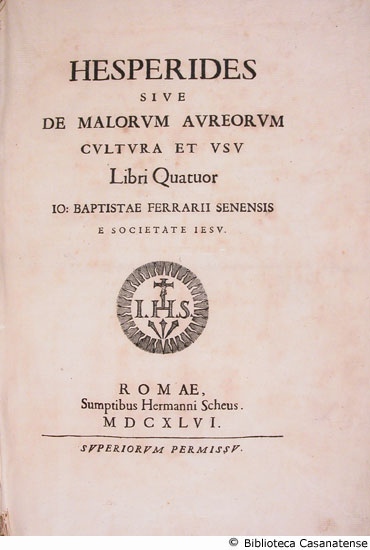 HESPERIDES
SIVE
DE MALORVM AVREORVM
CVLTVRA ET VSV
Libri Quatuor
IO: BAPTISTAE FERRARII SENENSIS
E SOCIETATE IESV.
I.H.S.
ROMAE,
Sumptibus Hermanni Scheus.
MDCXLVI.
SVPERIORVM PERMISSV.
© Biblioteca Casanatense